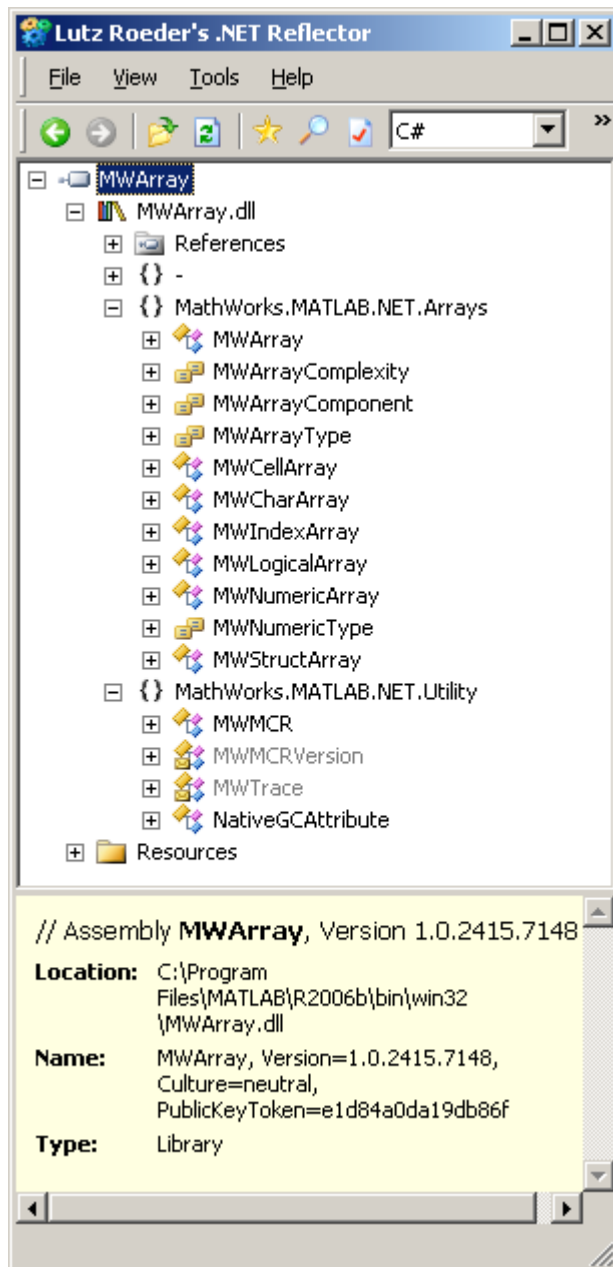 Lutz Roeder's .NET Reflector
File View Tools Help
C#
»
MWArray
MWArray.dll
References
{} -
{} MathWorks.MATLAB.NET.Arrays
MWArray
MWArrayComplexity
MWArrayComponent
MWArrayType
MWCellArray
MWCharArray
MWIndexArray
MWLogicalArray
MWNumericArray
MWNumericType
MWStructArray
{} MathWorks.MATLAB.NET.Utility
MWMCR
MWMCRVersion
MWTrace
NativeGCAttribute
Resources
// Assembly MWArray, Version 1.0.2415.7148
Location: C:\Program
Files\MATLAB\R2006b\bin\win32
\MWArray.dll
Name: MWArray, Version=1.0.2415.7148,
Culture=neutral,
PublicKeyToken=e1d84a0da19db86f
Type: Library